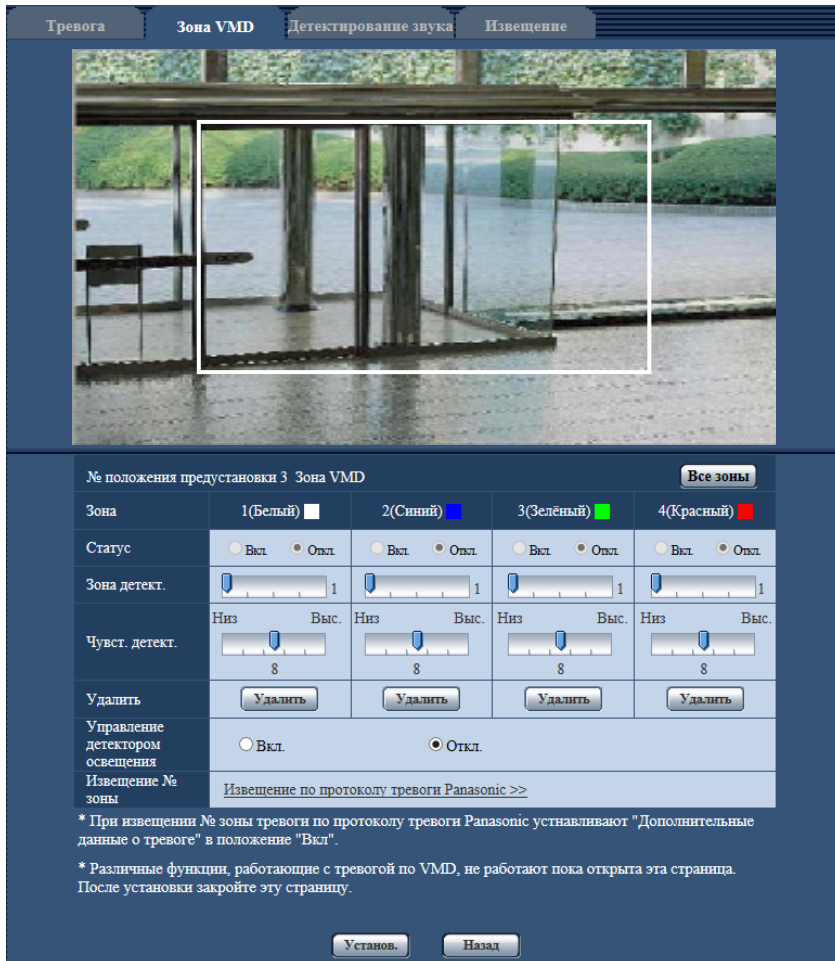 Тревога Зона VMD Детектирование звука Извещение
№ положения предустановки 3 Зона VMD Все зоны
Зона 1(Белый) 2(Синий) 3(Зелёный) 4(Красный)
Статус Вкл. Откл. Вкл. Откл. Вкл. Откл. Вкл. Откл.
Зона детект. 1 1 1 1
Низ Выс. Низ Выс. Низ Выс. Низ Выс.
Чувст. детект.
8 8 8 8
Удалить Удалить Удалить Удалить Удалить
Управление
детектором
освещения
Вкл. Откл.
Извещение №
зоны
Извещение по протоколу тревоги Panasonic >>
* При извещении № зоны тревоги по протоколу тревоги Panasonic устнавливают "Дополнительные
данные о тревоге" в положение "Вкл".
* Различные функции, работающие с тревогой по VMD, не работают пока открыта эта страница.
После установки закройте эту страницу.
Установ. Назад